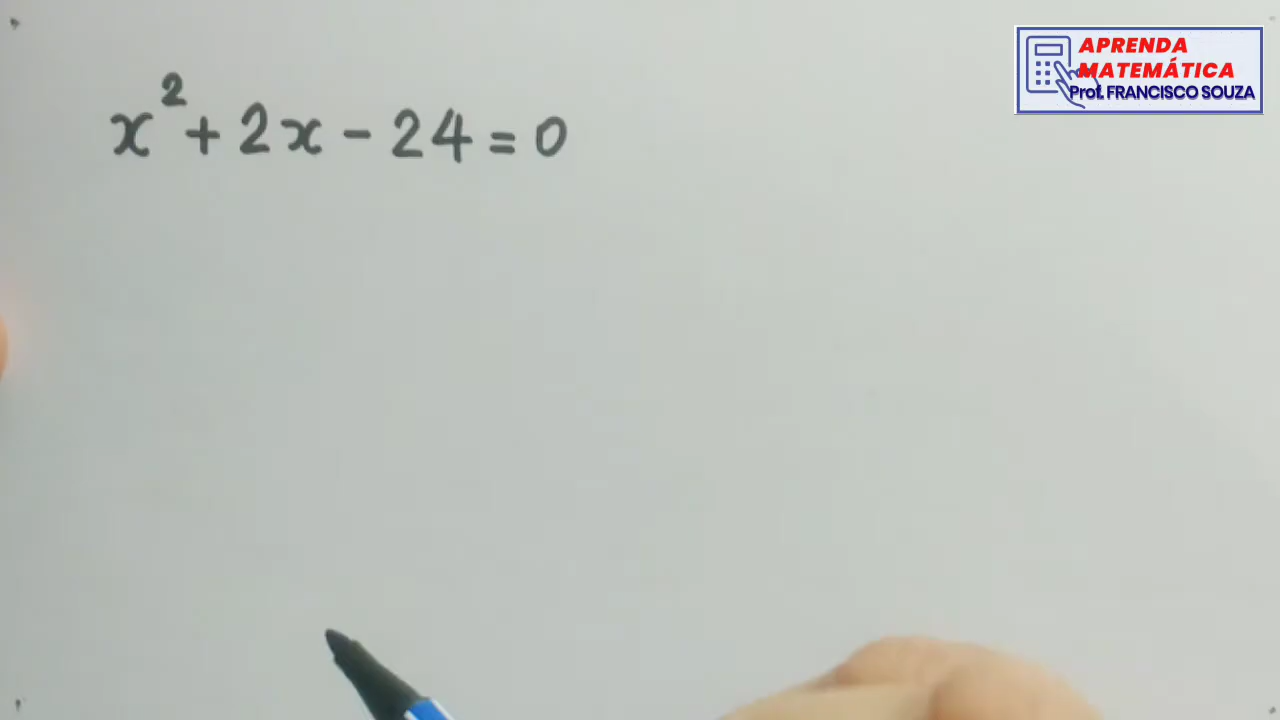 x² + 2x - 24 = 0
APRENDA
MATEMÁTICA
Prof. FRANCISCO SOUZA